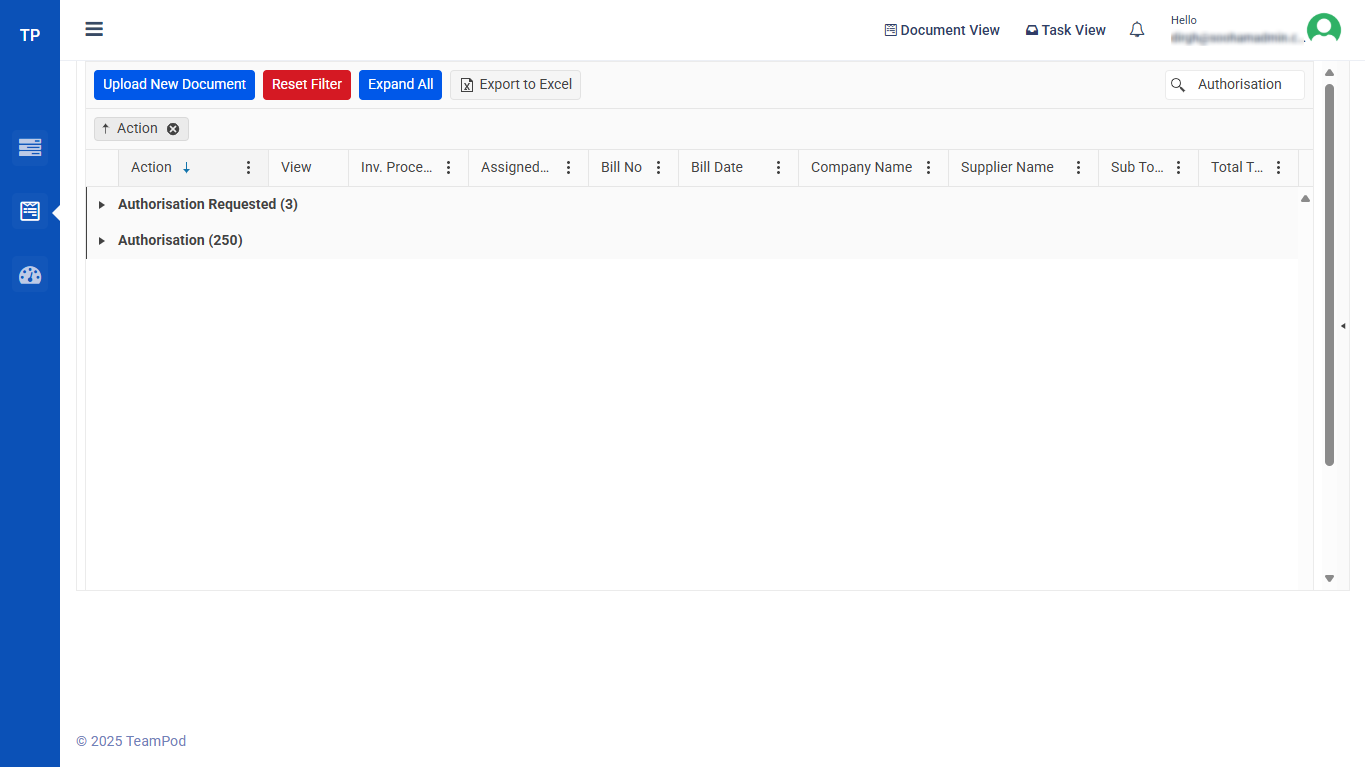 TP
Document View
Task View
Hello
Upload New Document
Reset Filter
Expand All
Export to Excel
Authorisation
Action
Action
View
Inv. Proce...
Assigned...
Bill No
Bill Date
Company Name
Supplier Name
Sub To...
Total T...
Authorisation Requested (3)
Authorisation (250)
© 2025 TeamPod